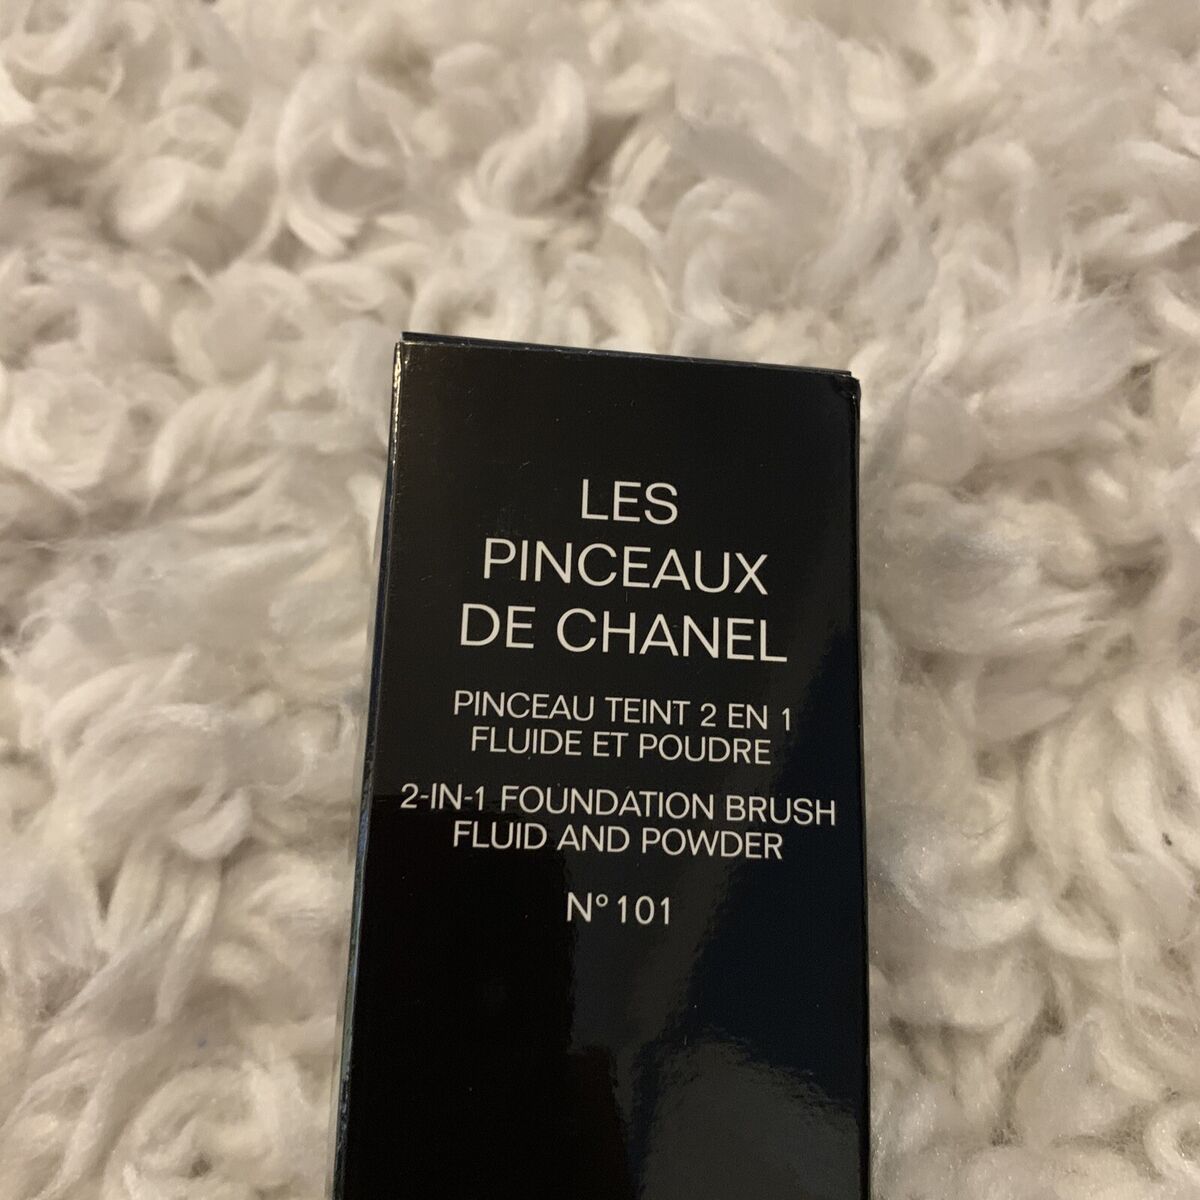 LES
PINCEAUX
DE CHANEL
PINCEAU TEINT 2 EN 1
FLUIDE ET POUDRE
2-IN-1 FOUNDATION BRUSH
FLUID AND POWDER
N° 101